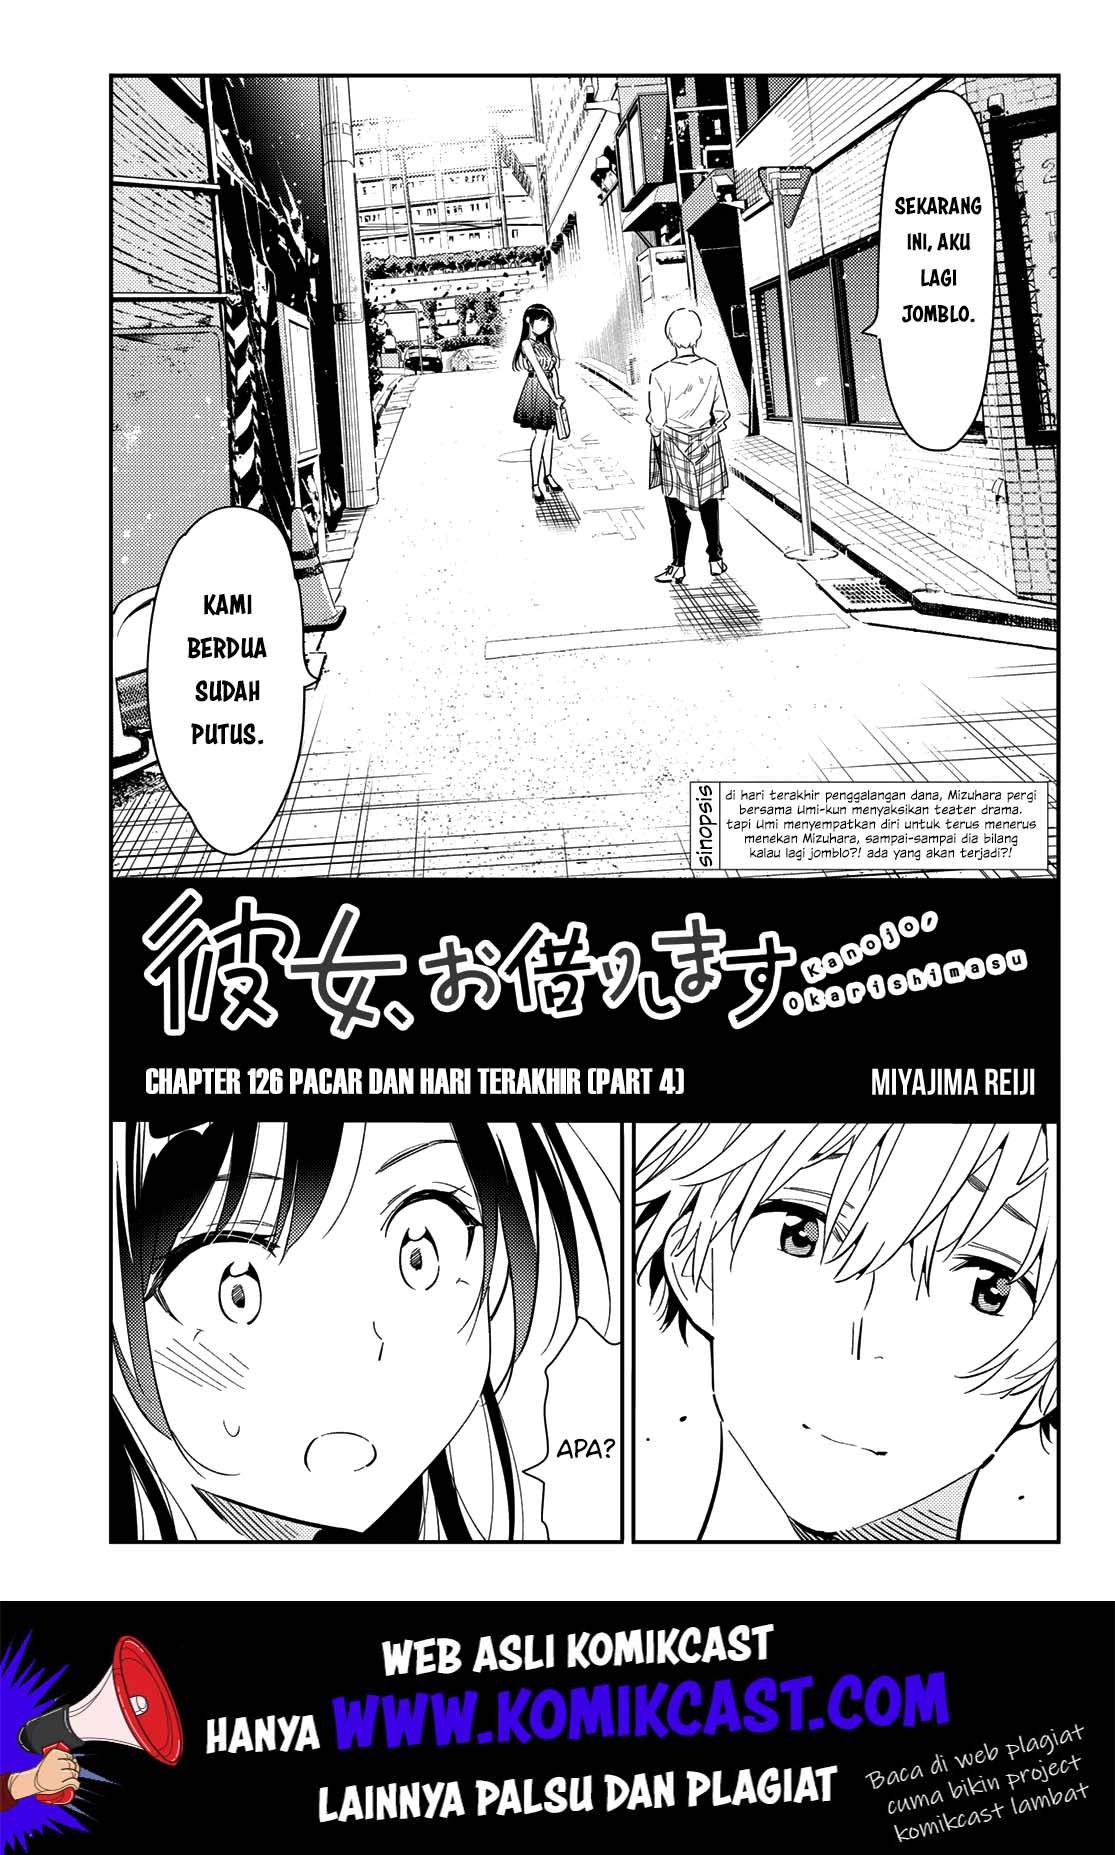 SEKARANG
INI, AKU
LAGI
JOMBLO.
KAMI
BERDUA
SUDAH
PUTUS.
sinopsis
di hari terakhir penggalangan dana, Mizuhara pergi
bersama Umi-kun menyaksikan teater drama.
tapi Umi menyempatkan diri untuk terus menerus
menekan Mizuhara, sampai-sampai dia bilang
kalau lagi jomblo?! ada yang akan terjadi?!
彼女、お借りします
Kanojo,
Okarishimasu
CHAPTER 126 PACAR DAN HARI TERAKHIR (PART 4)
MIYAJIMA REIJI
APA?
WEB ASLI KOMIKCAST
HANYA WWW.KOMIKCAST.COM
LAINNYA PALSU DAN PLAGIAT
Baca di web plagiat
cuma bikin project
komikcast lambat